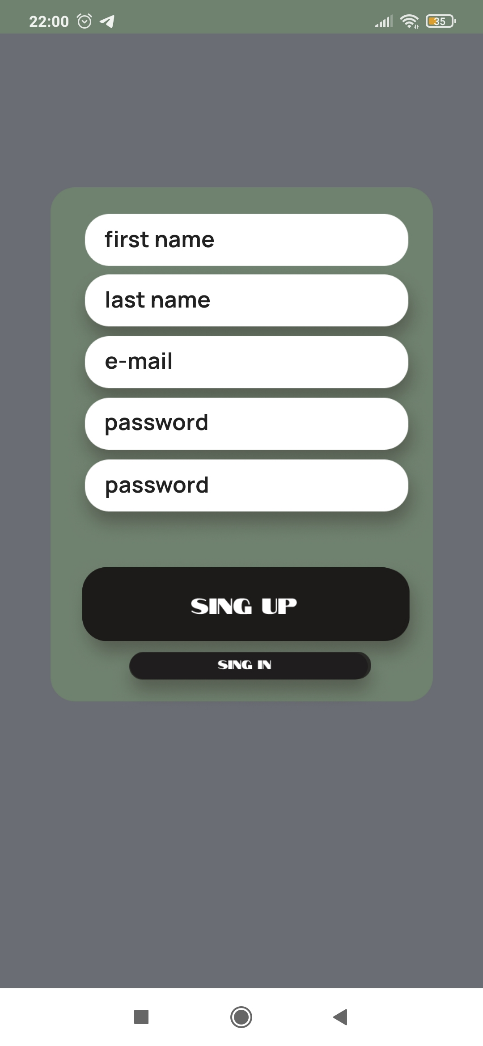 22:00
35
first name
last name
e-mail
password
password
SING UP
SING IN